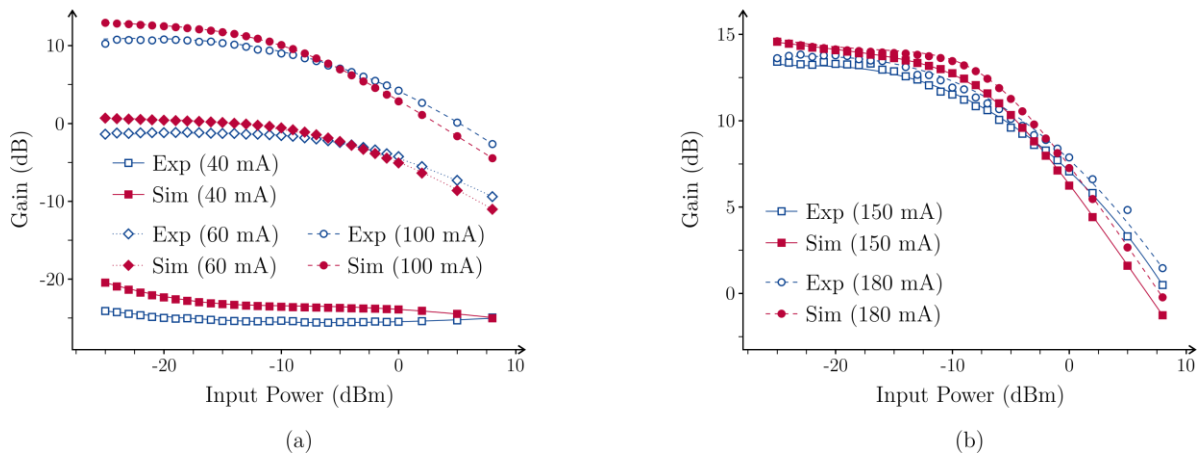 10
0
-10
-20
Gain (dB)
Exp (40 mA)
Sim (40 mA)
Exp (60 mA)
Sim (60 mA)
Exp (100 mA)
Sim (100 mA)
-20
-10
0
10
Input Power (dBm)
(a)
15
10
5
0
Gain (dB)
Exp (150 mA)
Sim (150 mA)
Exp (180 mA)
Sim (180 mA)
-20
-10
0
10
Input Power (dBm)
(b)